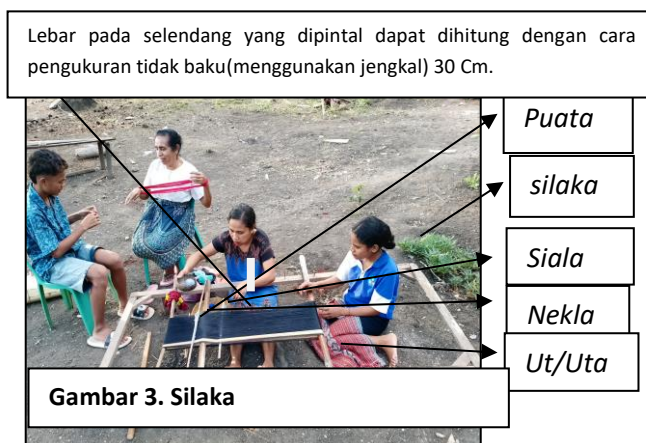 Lebar pada selendang yang dipintal dapat dihitung dengan cara
pengukuran tidak baku(menggunakan jengkal) 30 Cm.
Puata
silaka
Siala
Nekla
Ut/Uta
Gambar 3. Silaka